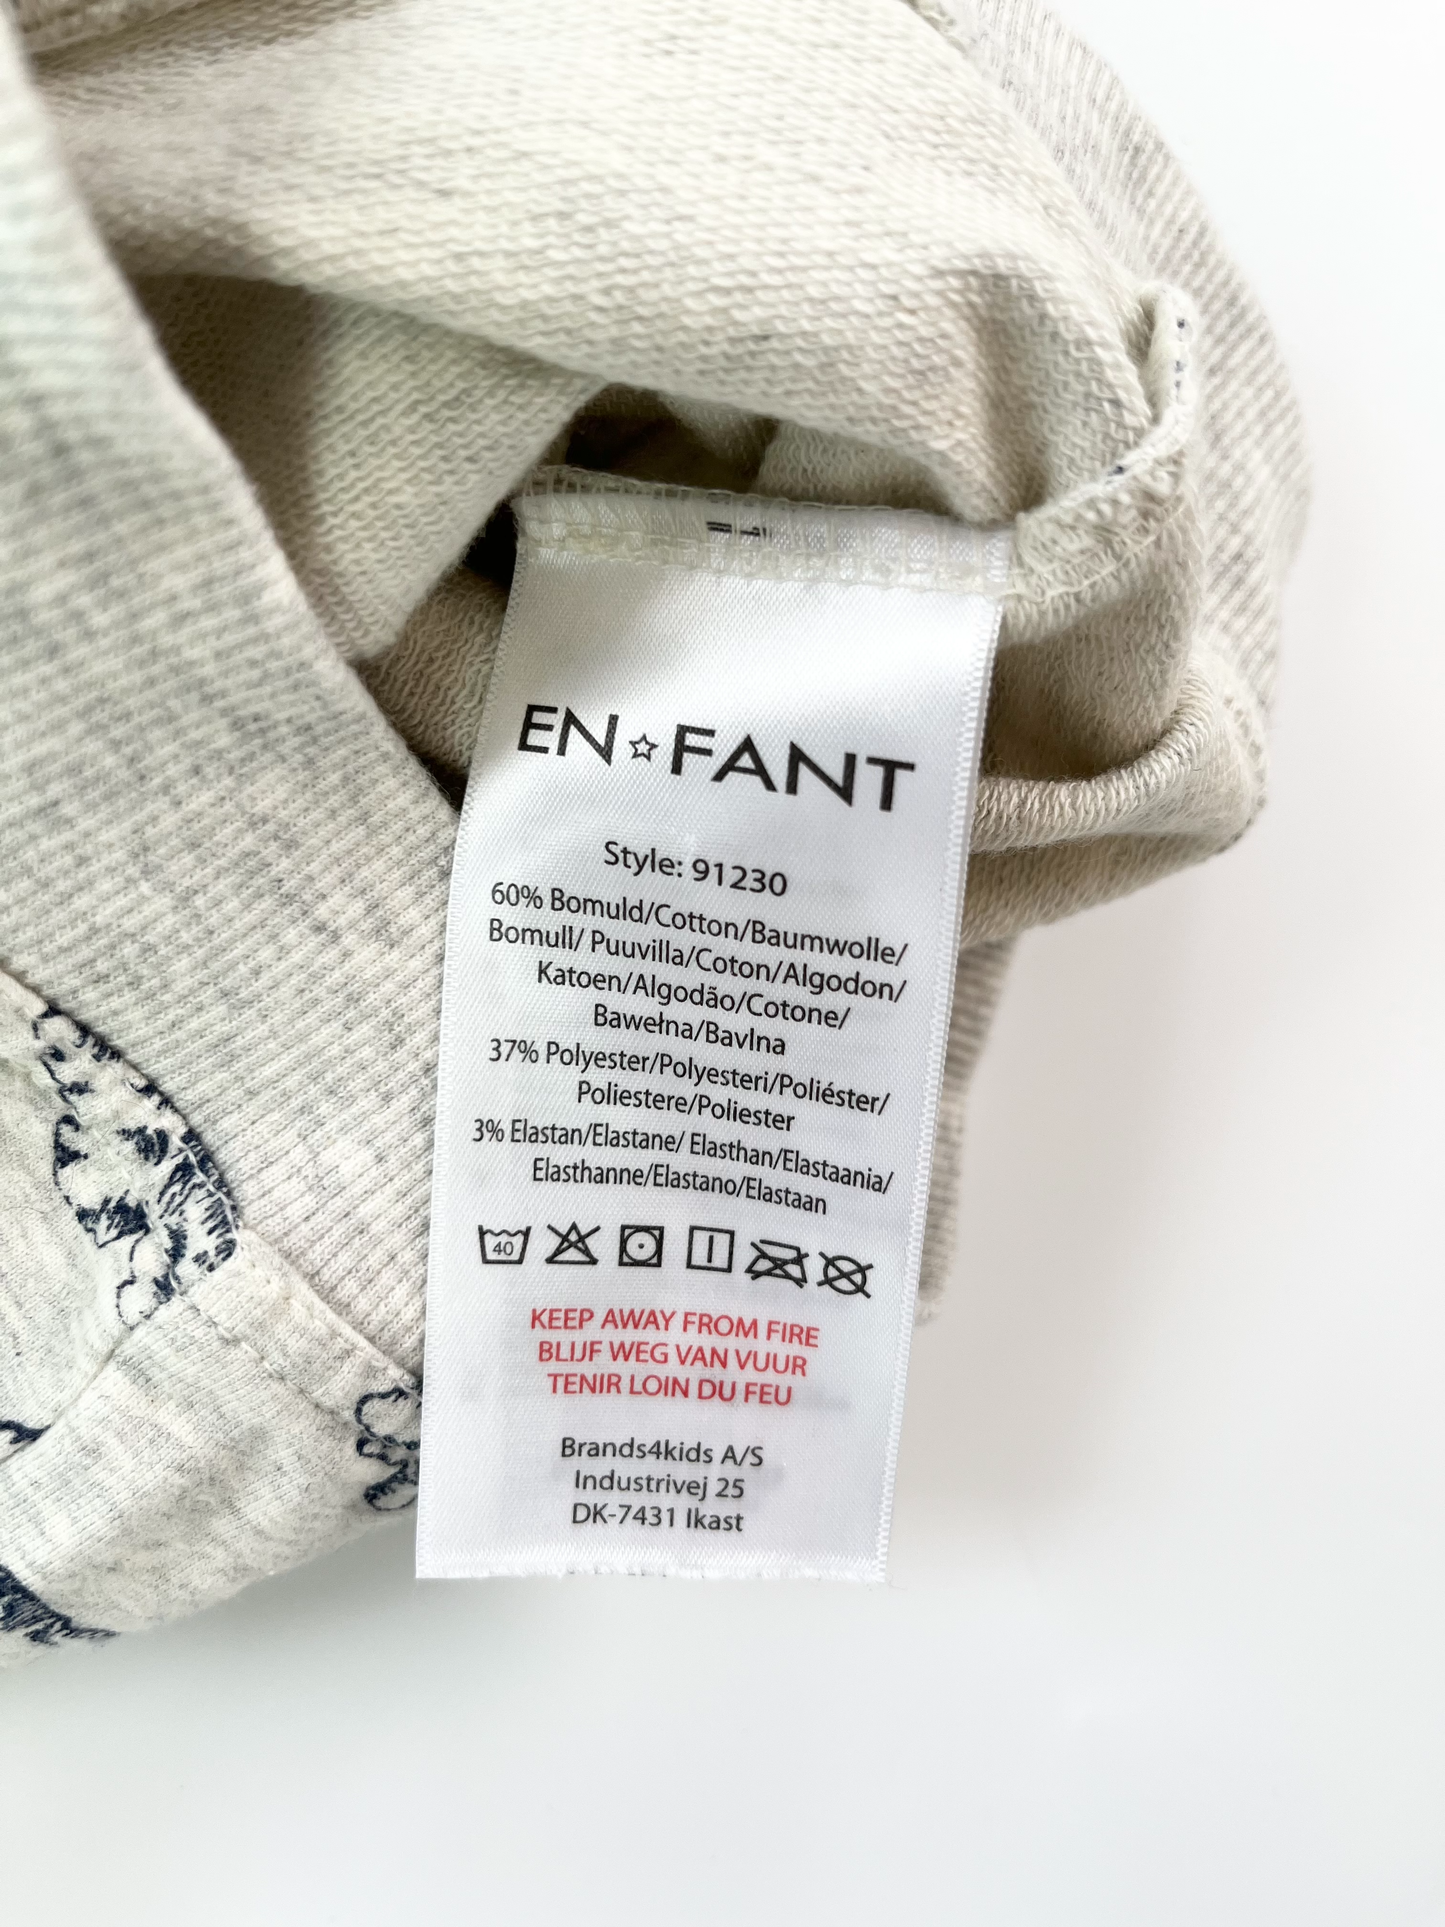 EN☆FANT
Style: 91230
60% Bomuld/Cotton/Baumwolle/
Bomull/ Puuvilla/Coton/Algodon/
Katoen/Algodão/Cotone/
Bawełna/Bavlna
37% Polyester/Polyesteri/Poliéster/
Poliestere/Poliester
3% Elastan/Elastane/ Elasthan/Elastaania/
Elasthanne/Elastano/Elastaan
40
KEEP AWAY FROM FIRE
BLIJF WEG VAN VUUR
TENIR LOIN DU FEU
Brands4kids A/S
Industrivej 25
DK-7431 Ikast